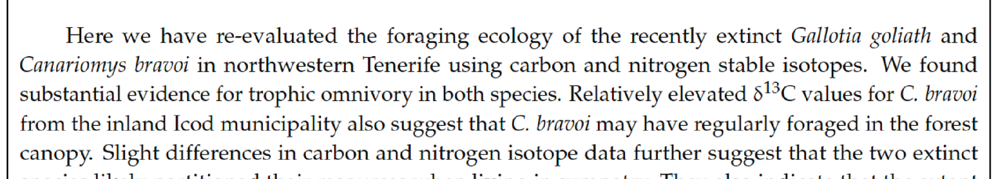 Here we have re-evaluated the foraging ecology of the recently extinct Gallotia goliath and
Canariomys bravoi in northwestern Tenerife using carbon and nitrogen stable isotopes. We found
substantial evidence for trophic omnivory in both species. Relatively elevated δ¹³C values for C. bravoi
from the inland Icod municipality also suggest that C. bravoi may have regularly foraged in the forest
canopy. Slight differences in carbon and nitrogen isotope data further suggest that the two extinct